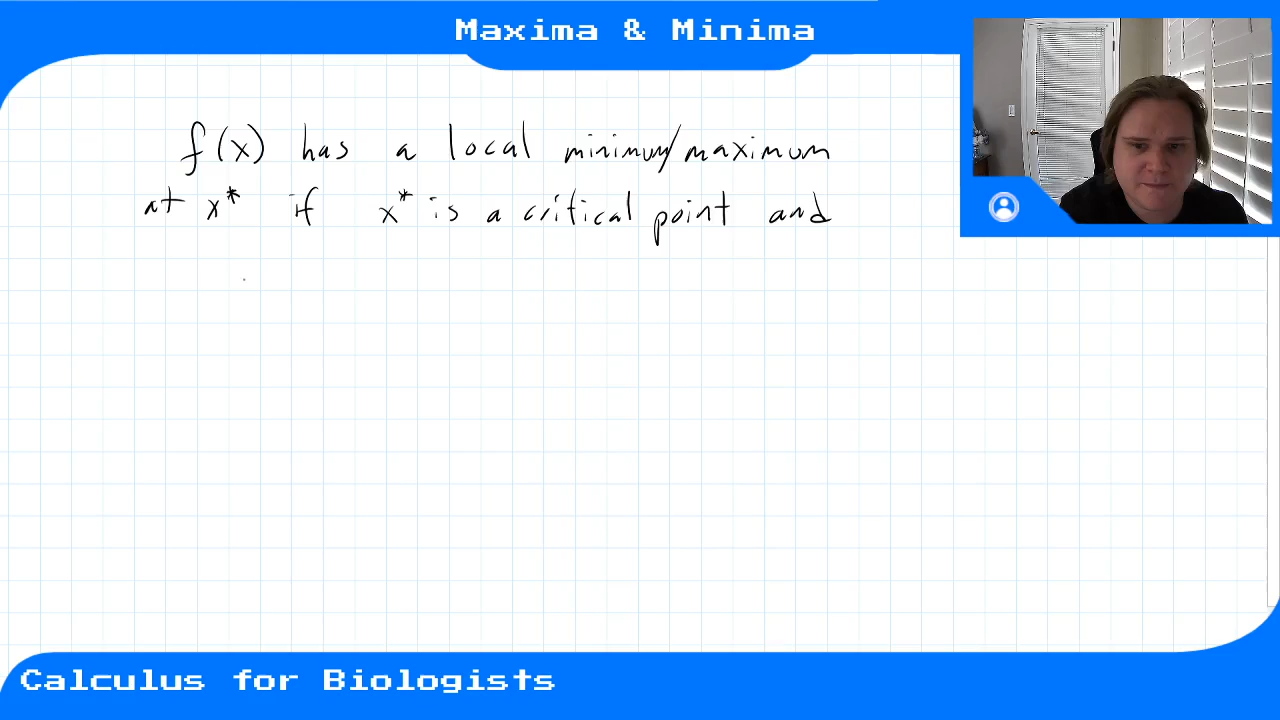 Maxima & Minima
f(x) has a local minimum/maximum
at x* if x* is a critical point and
Calculus for Biologists